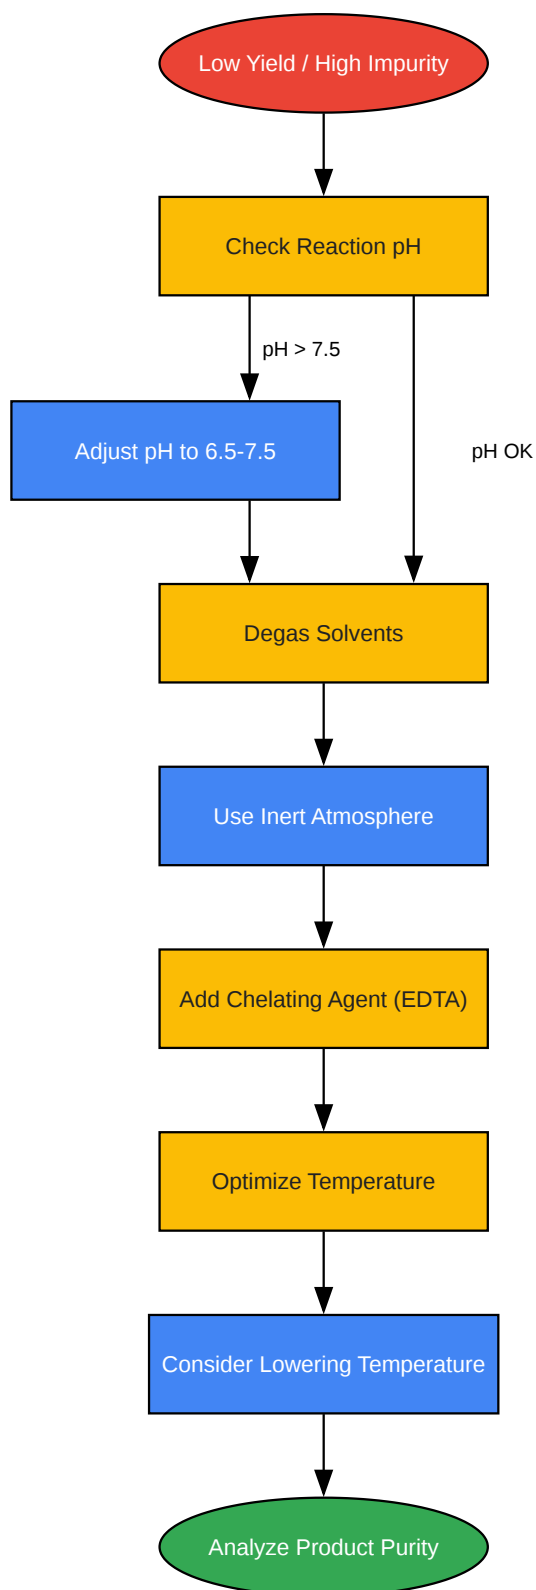 Low Yield / High Impurity
Check Reaction pH
pH > 7.5
Adjust pH to 6.5-7.5
pH OK
Degas Solvents
Use Inert Atmosphere
Add Chelating Agent (EDTA)
Optimize Temperature
Consider Lowering Temperature
Analyze Product Purity